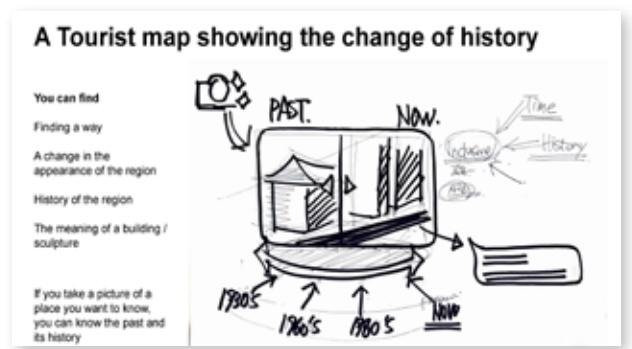 A Tourist map showing the change of history
You can find
Finding a way
A change in the
appearance of the region
History of the region
The meaning of a building /
sculpture
If you take a picture of a
place you want to know,
you can know the past and
its history
PAST.
NOW.
Time
Inclusive
History
1930'S
1960'S
1980'S
NOW